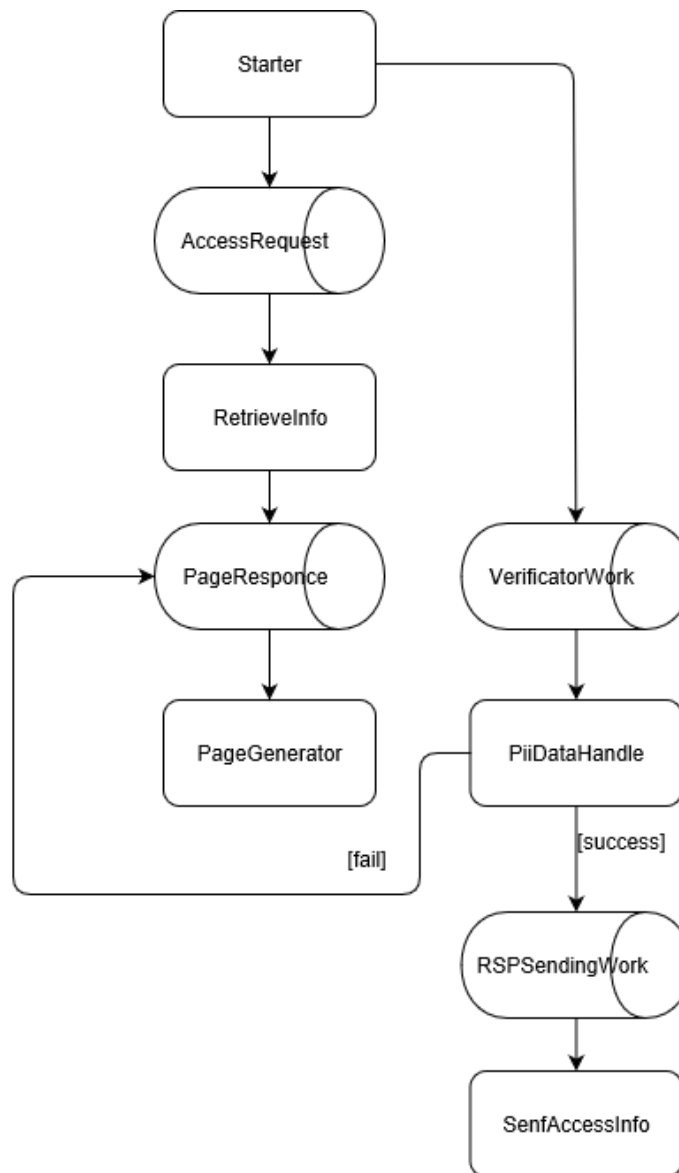 Starter
AccessRequest
RetrieveInfo
PageResponce
VerificatorWork
PageGenerator
PiiDataHandle
[success]
[fail]
RSPSendingWork
SenfAccessInfo